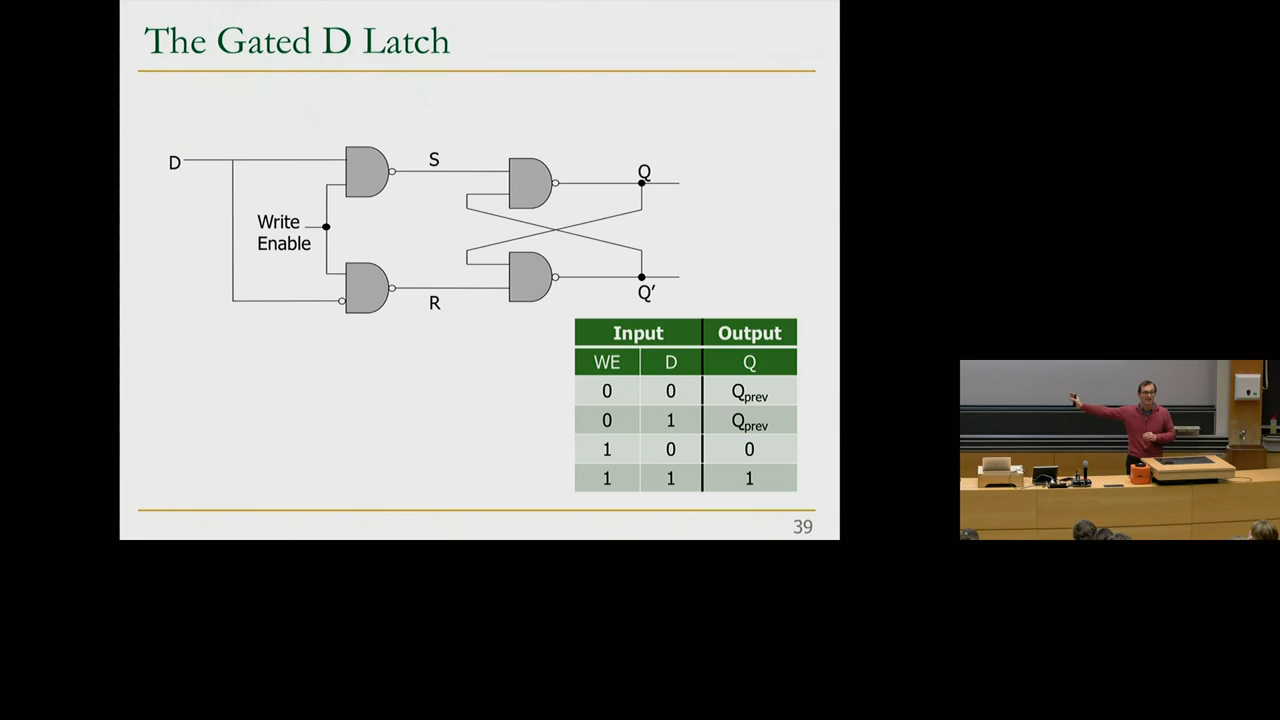 The Gated D Latch
D
S
Q
Write
Enable
R
Q′
Input Output
WE D Q
0 0 Qprev
0 1 Qprev
1 0 0
1 1 1
39